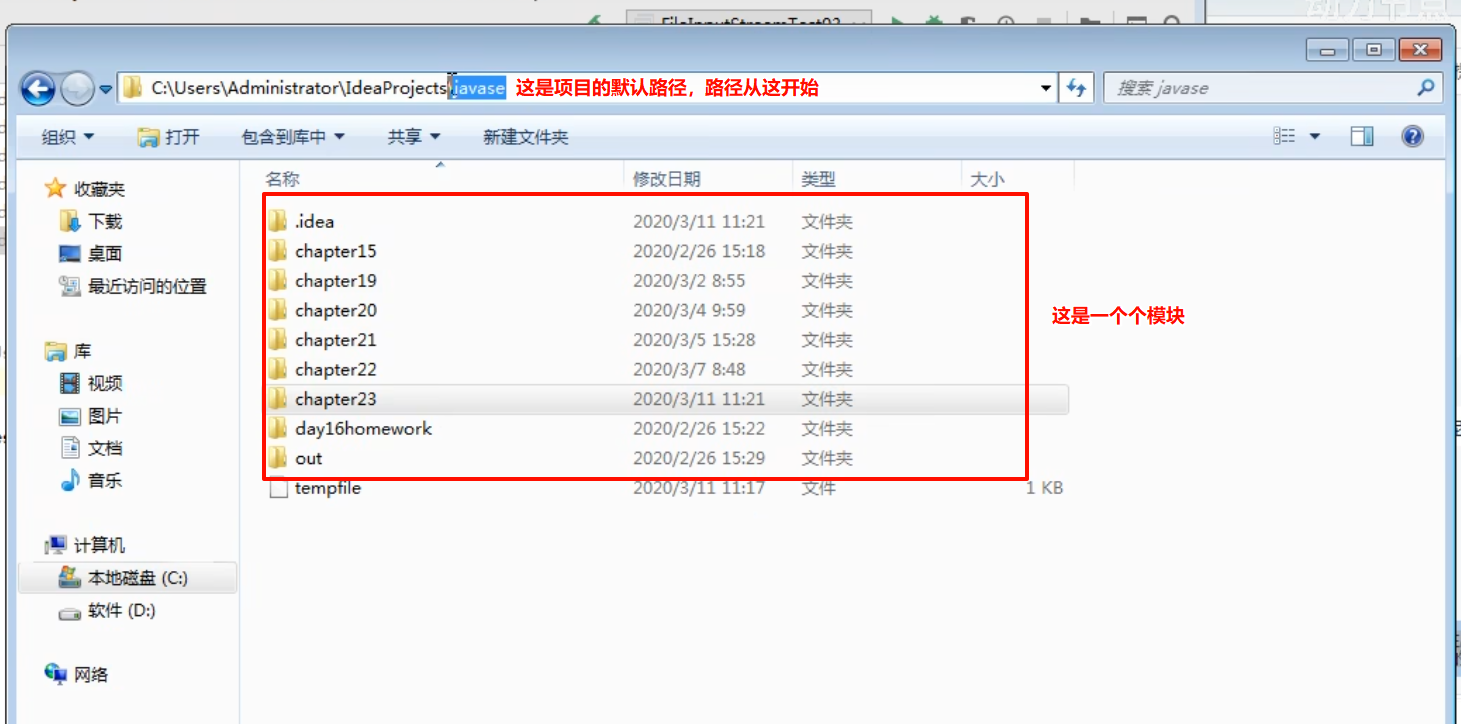 FileInputStreamTest03
动力节点
C:\Users\Administrator\IdeaProjects\javase 这是项目的默认路径，路径从这开始
搜索 javase
组织 打开 包含到库中 共享 新建文件夹
名称 修改日期 类型 大小
收藏夹
下载
桌面
最近访问的位置
库
视频
图片
文档
音乐
计算机
本地磁盘 (C:)
软件 (D:)
网络
.idea 2020/3/11 11:21 文件夹
chapter15 2020/2/26 15:18 文件夹
chapter19 2020/3/2 8:55 文件夹
chapter20 2020/3/4 9:59 文件夹
chapter21 2020/3/5 15:28 文件夹
chapter22 2020/3/7 8:48 文件夹
chapter23 2020/3/11 11:21 文件夹
day16homework 2020/2/26 15:22 文件夹
out 2020/2/26 15:29 文件夹
tempfile 2020/3/11 11:17 文件 1 KB
这是一个个模块